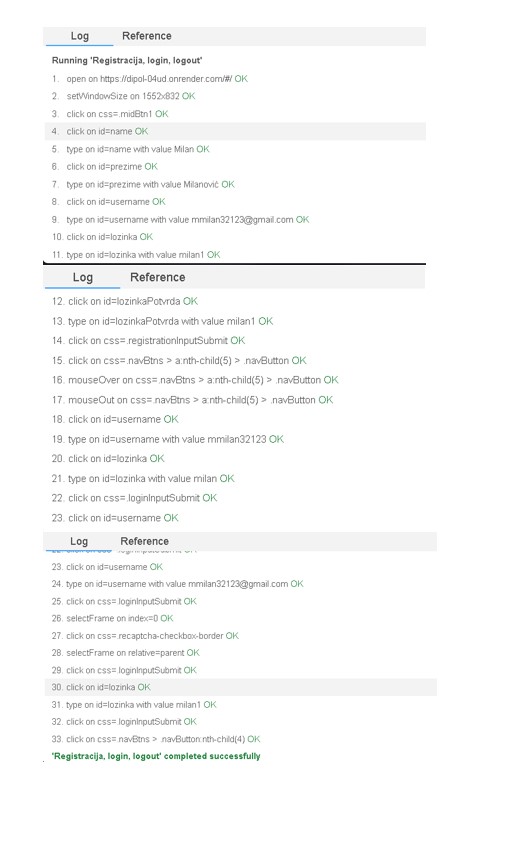 Log Reference
Running 'Registracija, login, logout'
1. open on https://dipol-04ud.onrender.com/#/ OK
2. setWindowSize on 1552x832 OK
3. click on css=.midBtn1 OK
4. click on id=name OK
5. type on id=name with value Milan OK
6. click on id=prezime OK
7. type on id=prezime with value Milanović OK
8. click on id=username OK
9. type on id=username with value mmilan32123@gmail.com OK
10. click on id=lozinka OK
11. type on id=lozinka with value milan1 OK
Log Reference
12. click on id=lozinkaPotvrda OK
13. type on id=lozinkaPotvrda with value milan1 OK
14. click on css=.registrationInputSubmit OK
15. click on css=.navBtns > a:nth-child(5) > .navButton OK
16. mouseOver on css=.navBtns > a:nth-child(5) > .navButton OK
17. mouseOut on css=.navBtns > a:nth-child(5) > .navButton OK
18. click on id=username OK
19. type on id=username with value mmilan32123 OK
20. click on id=lozinka OK
21. type on id=lozinka with value milan OK
22. click on css=.loginInputSubmit OK
23. click on id=username OK
Log Reference
23. click on id=username OK
24. type on id=username with value mmilan32123@gmail.com OK
25. click on css=.loginInputSubmit OK
26. selectFrame on index=0 OK
27. click on css=.recaptcha-checkbox-border OK
28. selectFrame on relative=parent OK
29. click on css=.loginInputSubmit OK
30. click on id=lozinka OK
31. type on id=lozinka with value milan1 OK
32. click on css=.loginInputSubmit OK
33. click on css=.navBtns > .navButton:nth-child(4) OK
'Registracija, login, logout' completed successfully